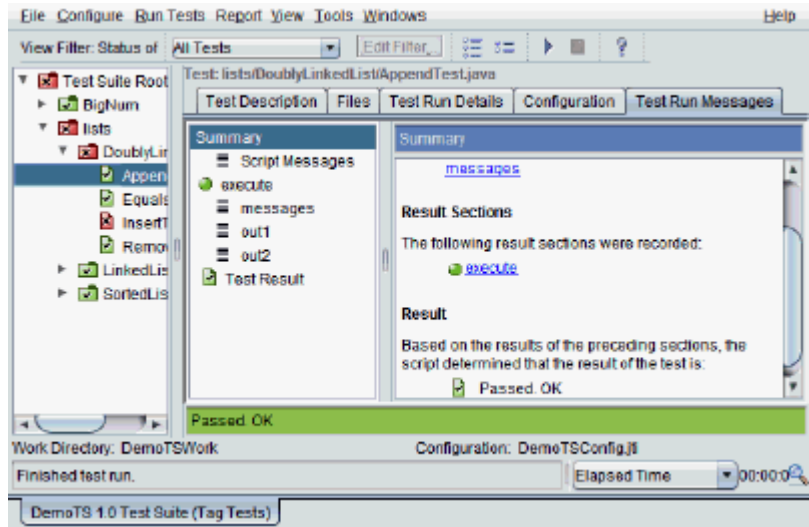 File Configure Run Tests Report View Tools Windows Help
View Filter: Status of All Tests Edit Filter...
Test: lists/DoublyLinkedList/AppendTest.java
Test Suite Root
BigNum
lists
DoublyLin
Appen
Equals
InsertT
Remov
LinkedLis
SortedLis
Test Description Files Test Run Details Configuration Test Run Messages
Summary
Script Messages
execute
messages
out1
out2
Test Result
Summary
messages
Result Sections
The following result sections were recorded:
execute
Result
Based on the results of the preceding sections, the
script determined that the result of the test is:
Passed. OK
Passed. OK
Work Directory: DemoTSWork Configuration: DemoTSConfig.jti
Finished test run. Elapsed Time 00:00:0
DemoTS 1.0 Test Suite (Tag Tests)